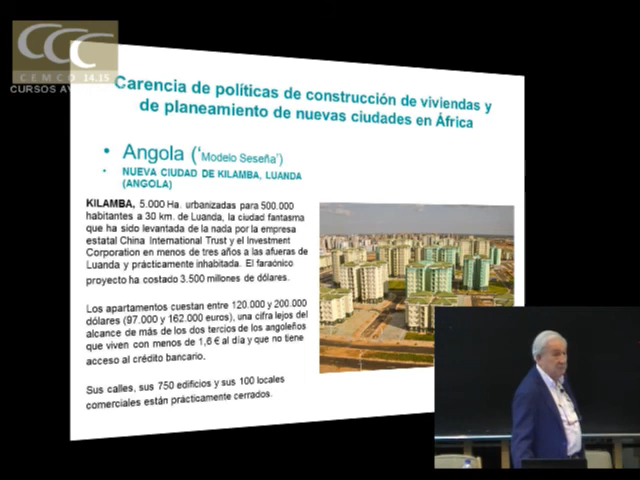 CCC
CEMCO 14.15
CURSOS AV
Carencia de políticas de construcción de viviendas y
de planeamiento de nuevas ciudades en África
• Angola (‘Modelo Seseña’)
• NUEVA CIUDAD DE KILAMBA, LUANDA
(ANGOLA)
KILAMBA, 5.000 Ha. urbanizadas para 500.000
habitantes a 30 km. de Luanda, la ciudad fantasma
que ha sido levantada de la nada por la empresa
estatal China International Trust y el Investment
Corporation en menos de tres años a las afueras de
Luanda y prácticamente inhabitada. El faraónico
proyecto ha costado 3.500 millones de dólares.
Los apartamentos cuestan entre 120.000 y 200.000
dólares (97.000 y 162.000 euros), una cifra lejos del
alcance de más de los dos tercios de los angoleños
que viven con menos de 1,6 € al día y que no tiene
acceso al crédito bancario.
Sus calles, sus 750 edificios y sus 100 locales
comerciales están prácticamente cerrados.